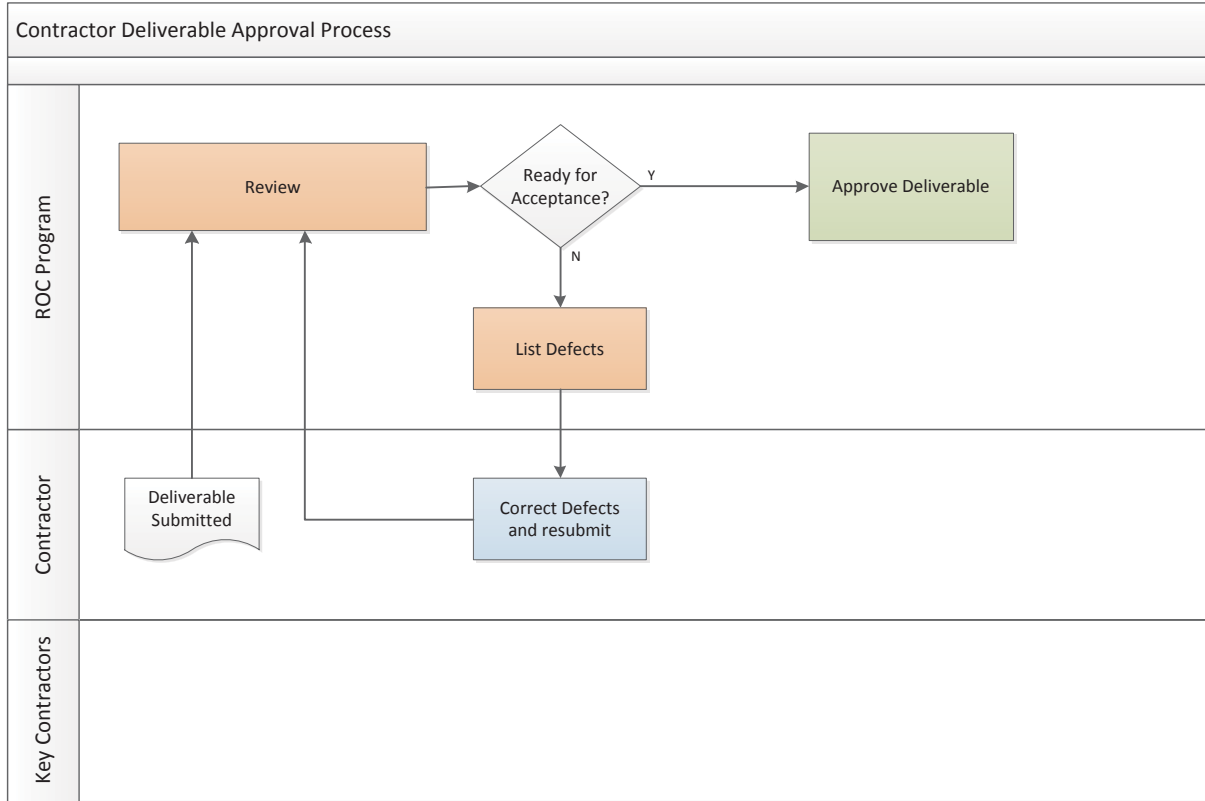 Contractor Deliverable Approval Process
ROC Program
Review
Ready for
Acceptance?
Y
Approve Deliverable
N
List Defects
Contractor
Deliverable
Submitted
Correct Defects
and resubmit
Key Contractors